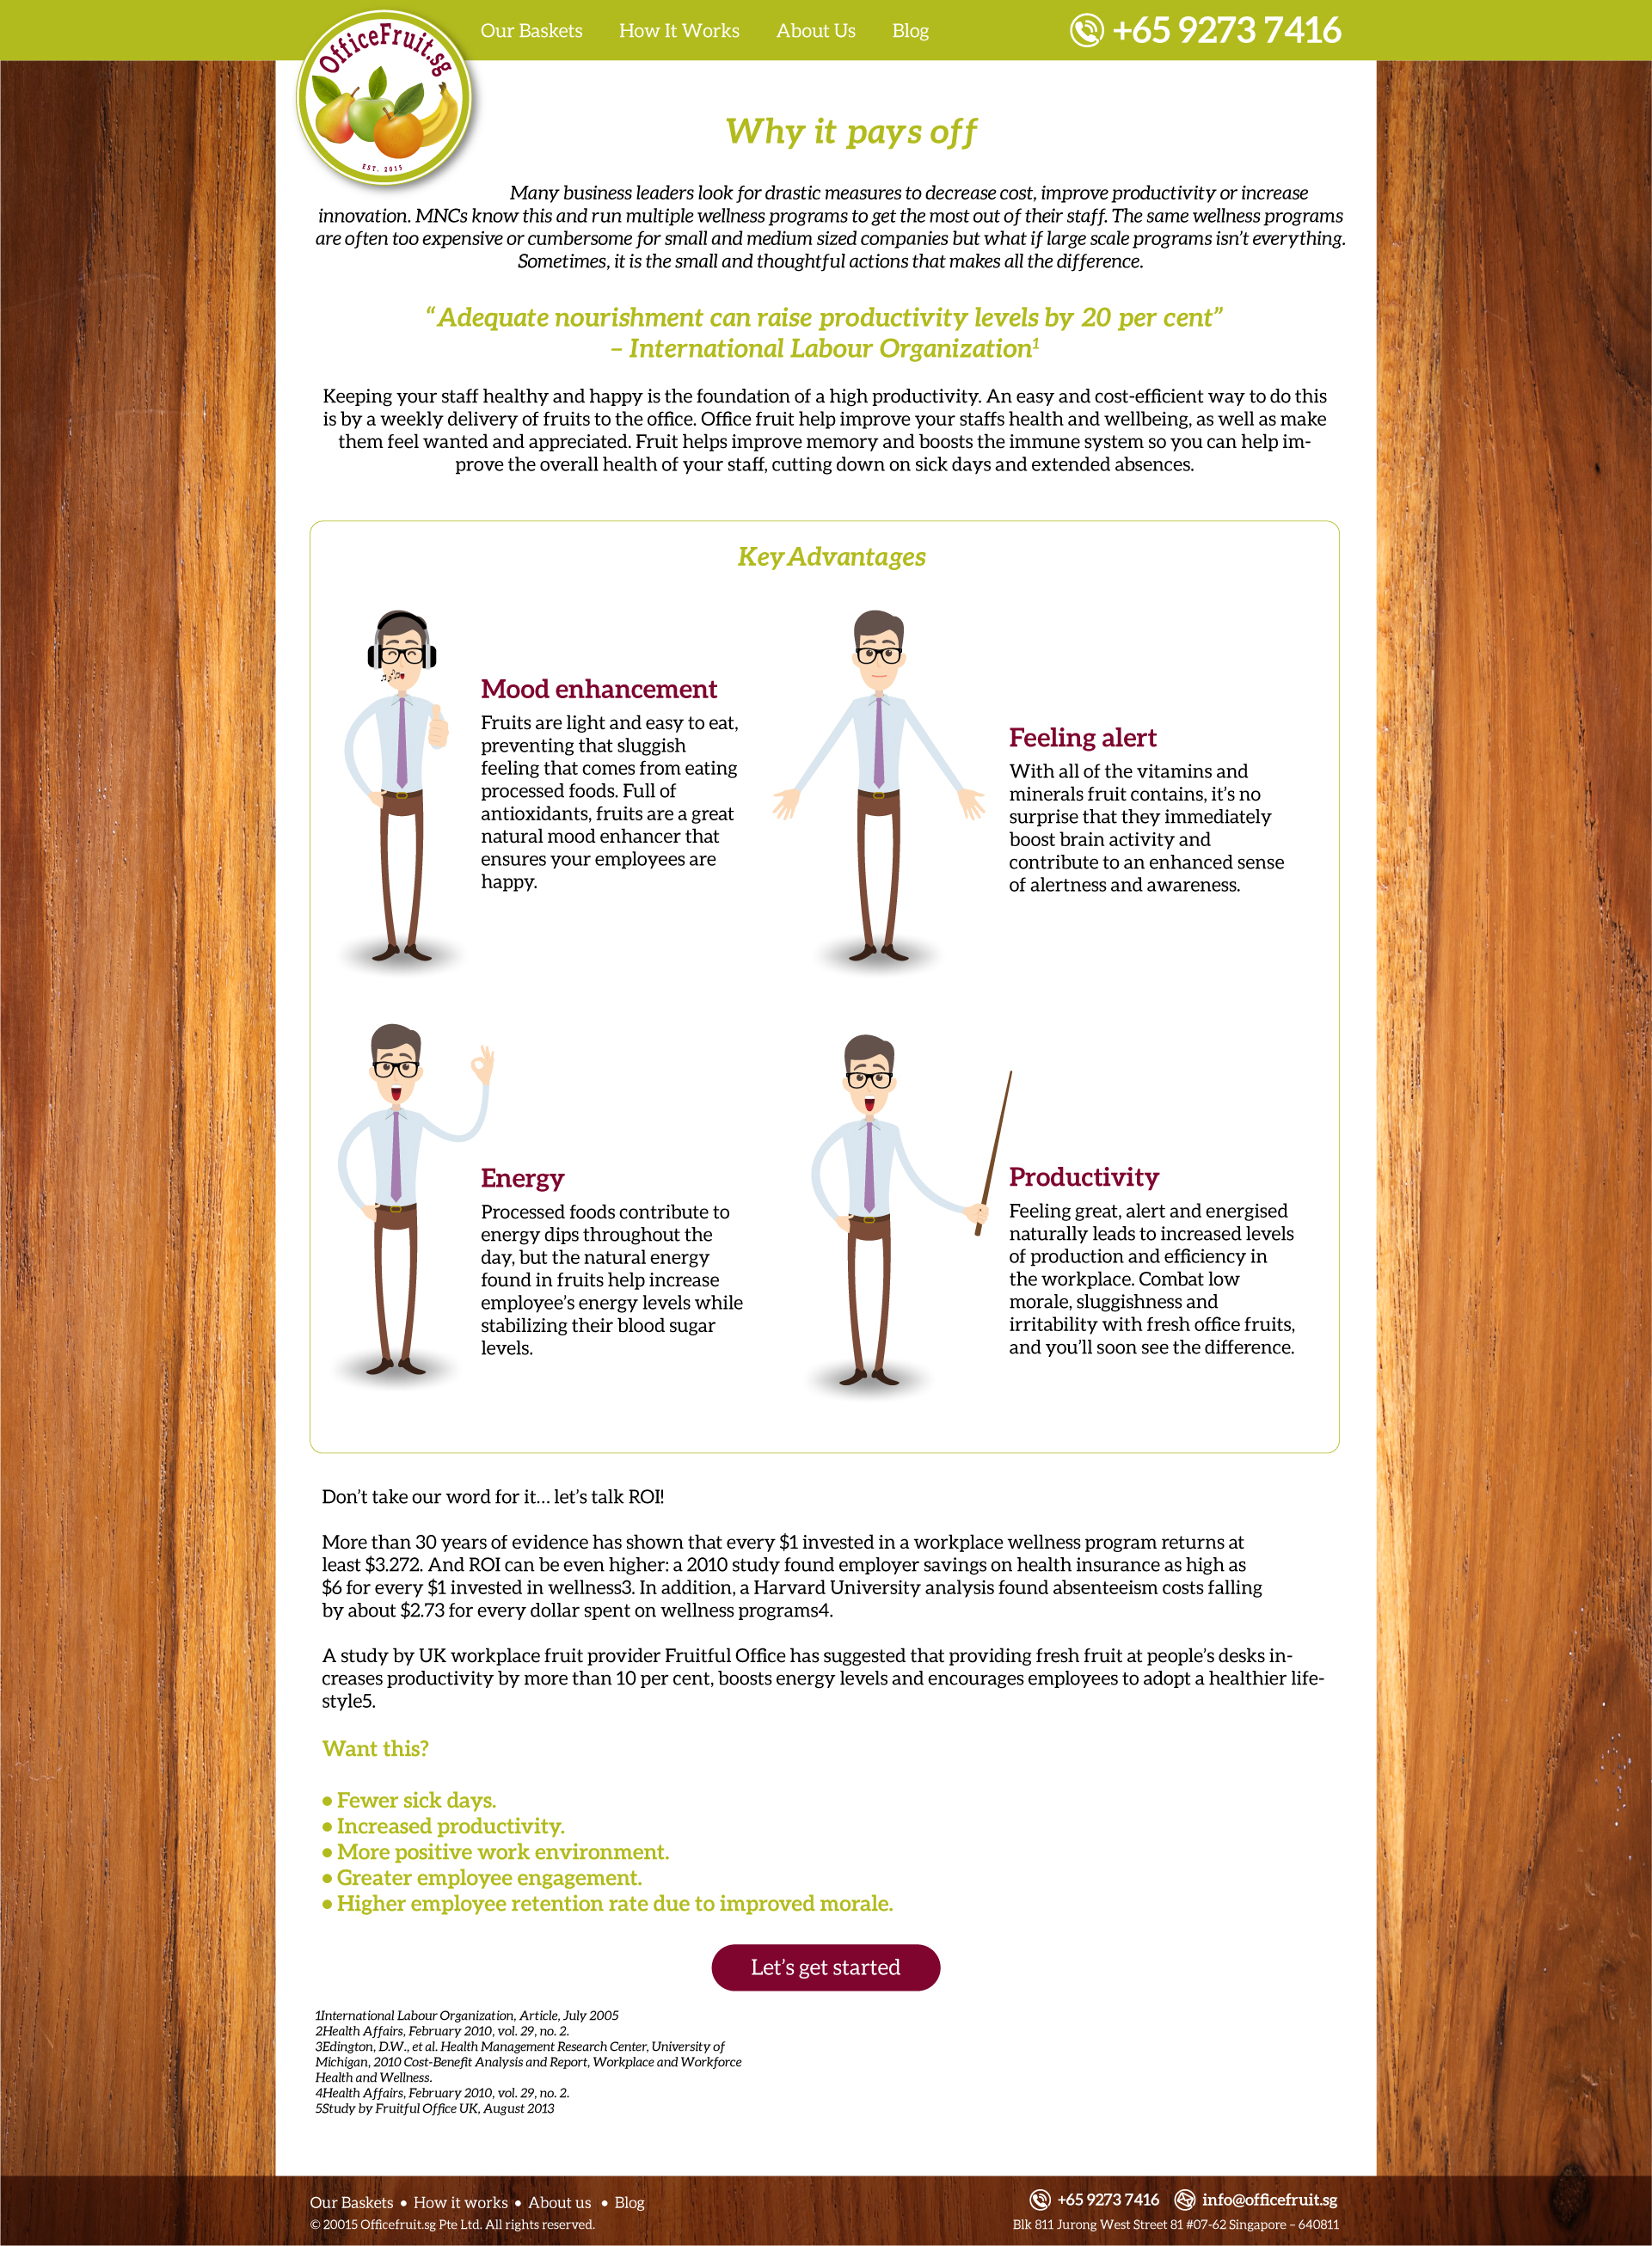 OfficeFruit.sg
EST. 2015
Our Baskets How It Works About Us Blog +65 9273 7416
Why it pays off
Many business leaders look for drastic measures to decrease cost, improve productivity or increase
innovation. MNCs know this and run multiple wellness programs to get the most out of their staff. The same wellness programs
are often too expensive or cumbersome for small and medium sized companies but what if large scale programs isn't everything.
Sometimes, it is the small and thoughtful actions that makes all the difference.
“Adequate nourishment can raise productivity levels by 20 per cent”
– International Labour Organization¹
Keeping your staff healthy and happy is the foundation of a high productivity. An easy and cost-efficient way to do this
is by a weekly delivery of fruits to the office. Office fruit help improve your staffs health and wellbeing, as well as make
them feel wanted and appreciated. Fruit helps improve memory and boosts the immune system so you can help im-
prove the overall health of your staff, cutting down on sick days and extended absences.
Key Advantages
Mood enhancement
Fruits are light and easy to eat,
preventing that sluggish
feeling that comes from eating
processed foods. Full of
antioxidants, fruits are a great
natural mood enhancer that
ensures your employees are
happy.
Feeling alert
With all of the vitamins and
minerals fruit contains, it’s no
surprise that they immediately
boost brain activity and
contribute to an enhanced sense
of alertness and awareness.
Energy
Processed foods contribute to
energy dips throughout the
day, but the natural energy
found in fruits help increase
employee’s energy levels while
stabilizing their blood sugar
levels.
Productivity
Feeling great, alert and energised
naturally leads to increased levels
of production and efficiency in
the workplace. Combat low
morale, sluggishness and
irritability with fresh office fruits,
and you’ll soon see the difference.
Don’t take our word for it… let’s talk ROI!
More than 30 years of evidence has shown that every $1 invested in a workplace wellness program returns at
least $3.272. And ROI can be even higher: a 2010 study found employer savings on health insurance as high as
$6 for every $1 invested in wellness3. In addition, a Harvard University analysis found absenteeism costs falling
by about $2.73 for every dollar spent on wellness programs4.
A study by UK workplace fruit provider Fruitful Office has suggested that providing fresh fruit at people’s desks in-
creases productivity by more than 10 per cent, boosts energy levels and encourages employees to adopt a healthier life-
style5.
Want this?
• Fewer sick days.
• Increased productivity.
• More positive work environment.
• Greater employee engagement.
• Higher employee retention rate due to improved morale.
Let’s get started
1International Labour Organization, Article, July 2005
2Health Affairs, February 2010, vol. 29, no. 2.
3Edington, D.W., et al. Health Management Research Center, University of
Michigan, 2010 Cost-Benefit Analysis and Report, Workplace and Workforce
Health and Wellness.
4Health Affairs, February 2010, vol. 29, no. 2.
5Study by Fruitful Office UK, August 2013
Our Baskets • How it works • About us • Blog
© 20015 Officefruit.sg Pte Ltd. All rights reserved.
+65 9273 7416 info@officefruit.sg
Blk 811 Jurong West Street 81 #07-62 Singapore – 640811